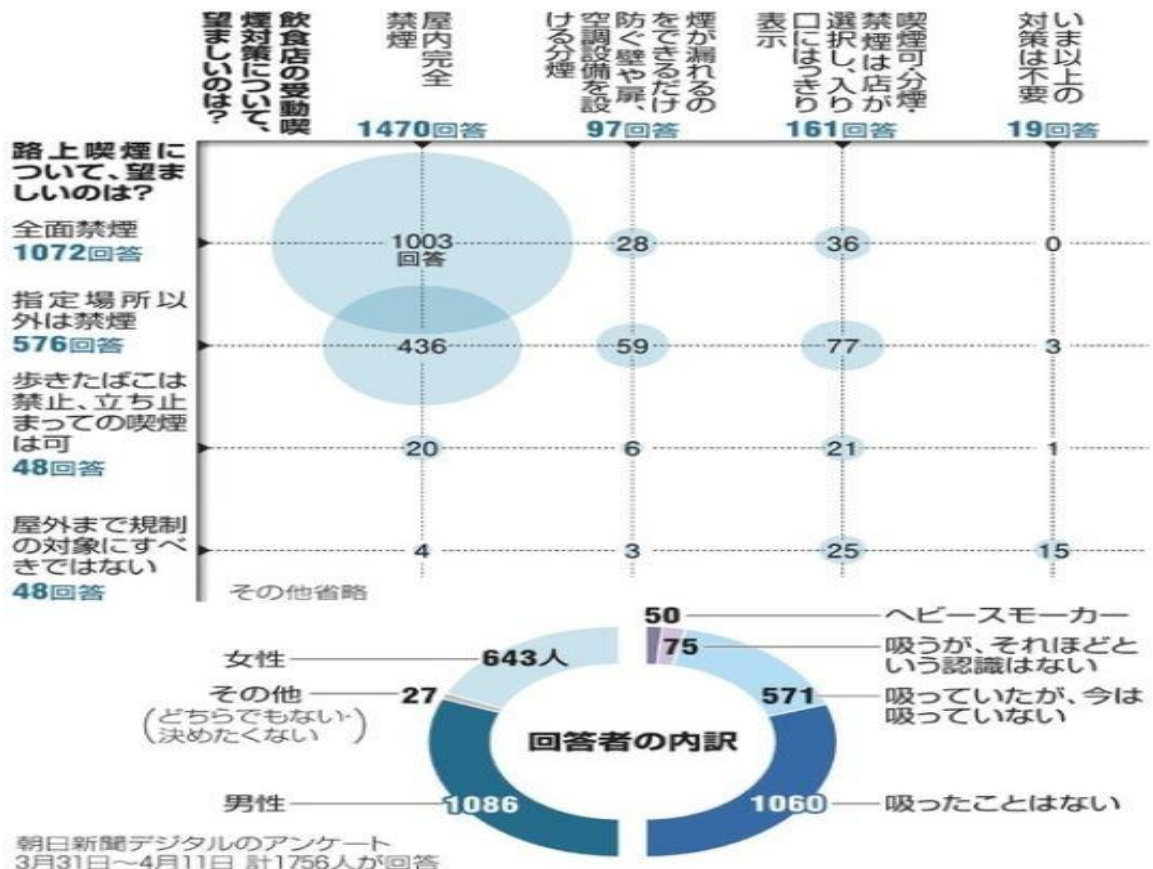 飲食店の受動喫
煙対策について、
望ましいのは?
屋内完全
禁煙
1470回答
煙が漏れるの
をできるだけ
防ぐ壁や扉、
空調設備を設
ける分煙
97回答
喫煙可・分煙・
禁煙は店が
選択し、入り
口にはっきり
表示
161回答
いま以上の
対策は不要
19回答
路上喫煙に
ついて、望ま
しいのは?
全面禁煙
1072回答
1003
回答
28
36
0
指定場所以
外は禁煙
576回答
436
59
77
3
歩きたばこは
禁止、立ち止
まっての喫煙
は可
48回答
20
6
21
1
屋外まで規制
の対象にすべ
きではない
48回答
4
3
25
15
その他省略
回答者の内訳
女性
643人
その他
(どちらでもない・
決めたくない)
27
男性
1086
50
ヘビースモーカー
75
吸うが、それほどと
いう認識はない
571
吸っていたが、今は
吸っていない
1060
吸ったことはない
朝日新聞デジタルのアンケート
3月31日~4月11日 計1756人が回答